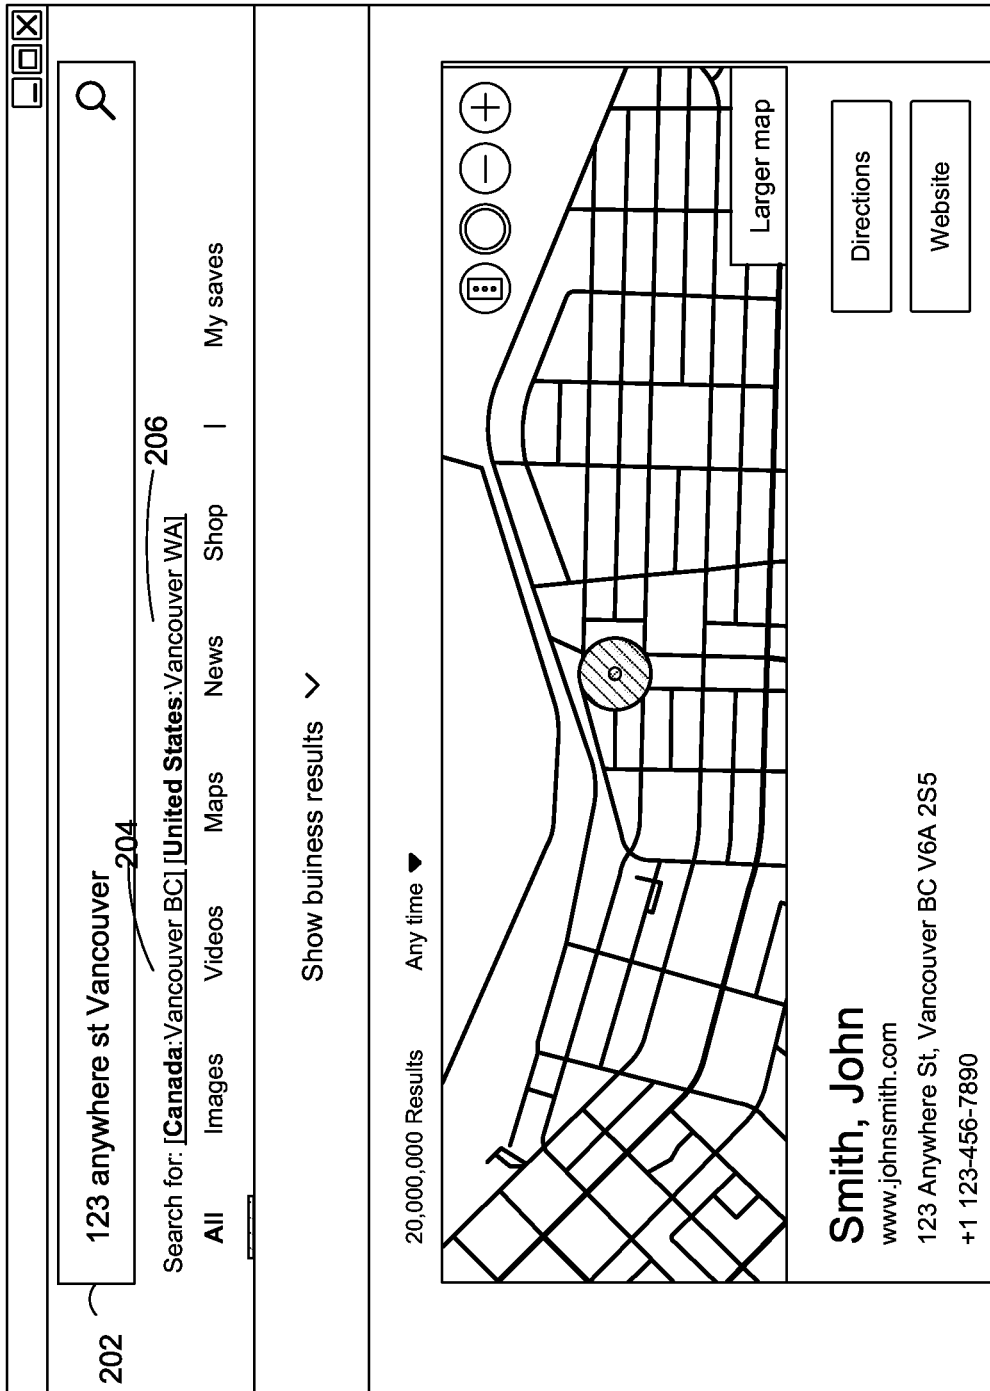 202
123 anywhere st Vancouver
204
206
Search for: [Canada:Vancouver BC] [United States:Vancouver WA]
All Images Videos Maps News Shop | My saves
Show buiness results
20,000,000 Results Any time
Larger map
Smith, John
www.johnsmith.com
123 Anywhere St, Vancouver BC V6A 2S5
+1 123-456-7890
Directions
Website